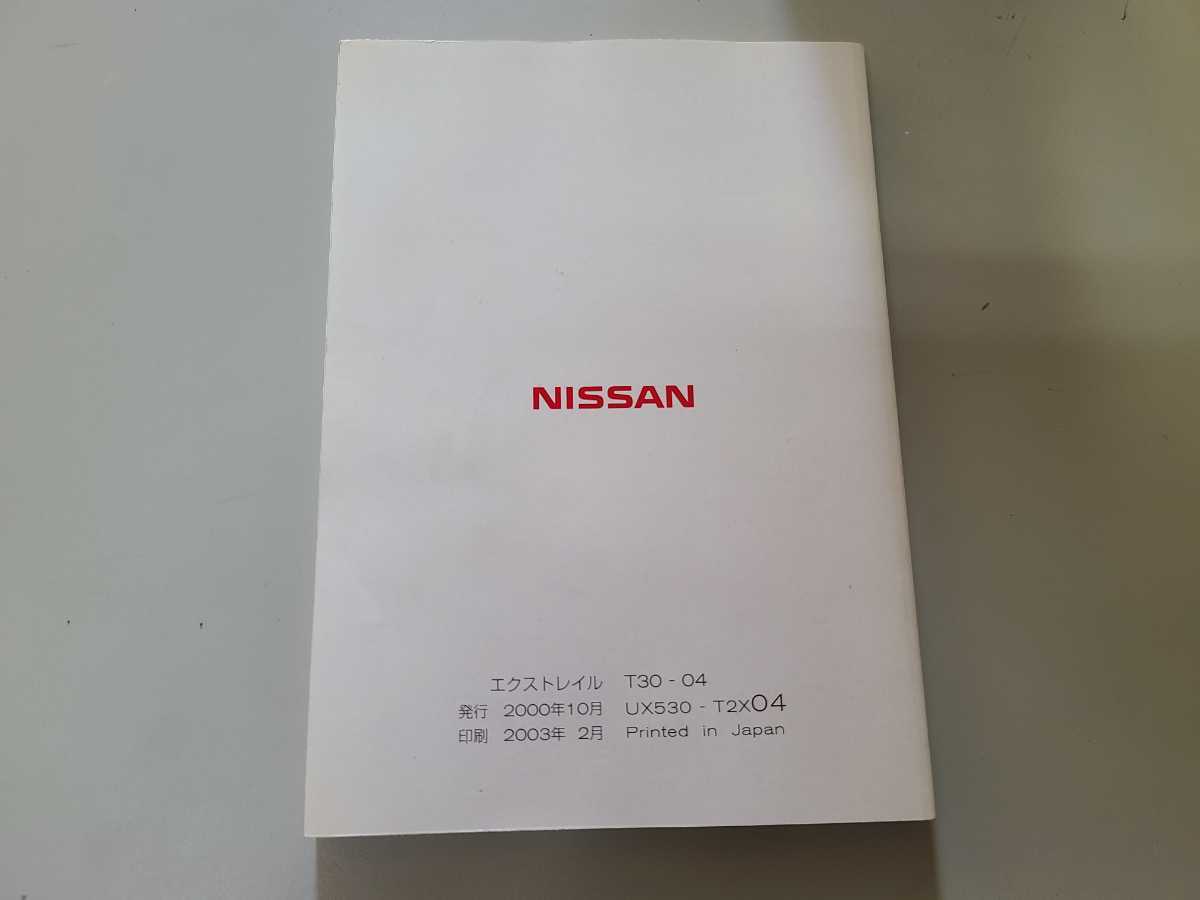 NISSAN
エクストレイル T30 - 04
発行 2000年10月 UX530 - T2X04
印刷 2003年 2月 Printed in Japan